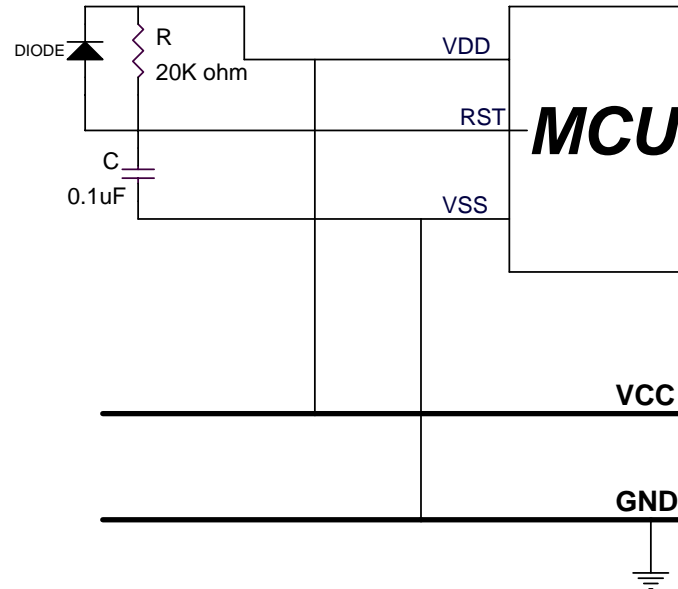 DIODE
R
20K ohm
VDD
RST
MCU
C
0.1uF
VSS
VCC
GND